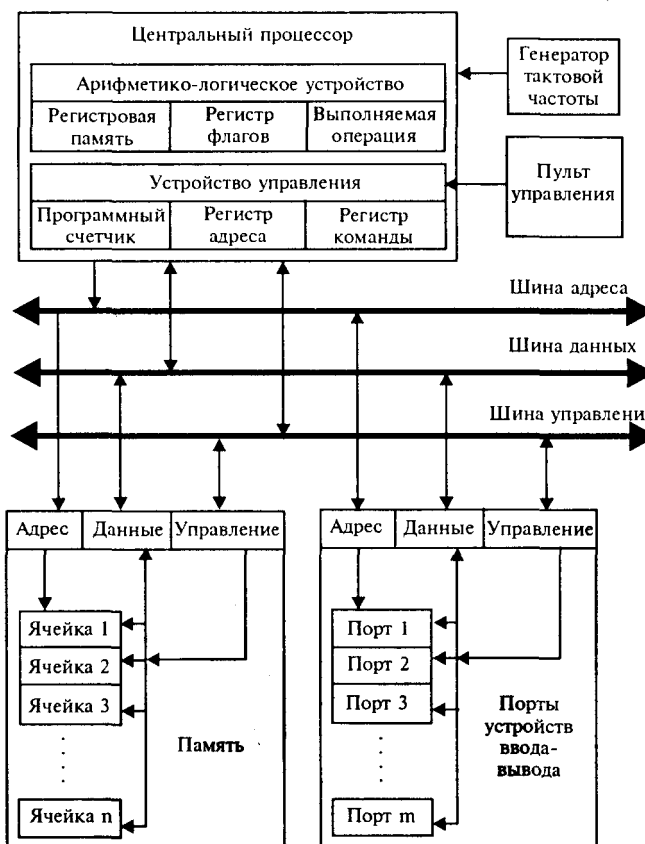 Центральный процессор
Генератор
тактовой
частоты
Арифметико-логическое устройство
Регистровая
память
Регистр
флагов
Выполняемая
операция
Пульт
управления
Устройство управления
Программный
счетчик
Регистр
адреса
Регистр
команды
Шина адреса
Шина данных
Шина управлени
Адрес
Данные
Управление
Адрес
Данные
Управление
Ячейка 1
Ячейка 2
Ячейка 3
Ячейка n
Память
Порт 1
Порт 2
Порт 3
Порт m
Порты
устройств
ввода-
вывода